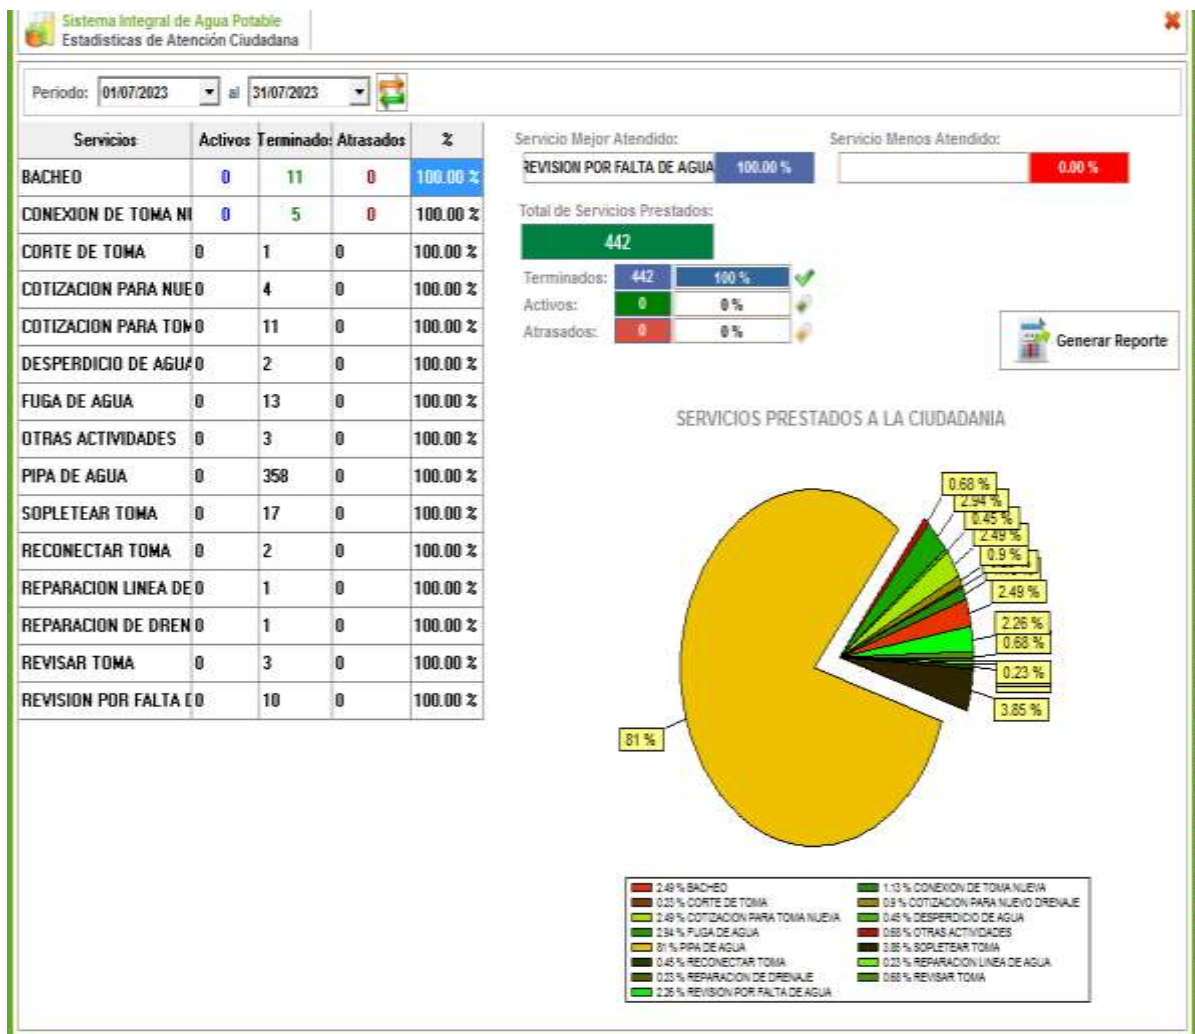 Sistema Integral de Agua Potable
Estadisticas de Atención Ciudadana
Periodo: 01/07/2023 al 31/07/2023
Servicios Activos Terminado: Atrasados %
BACHEO 0 11 0 100.00 %
CONEXION DE TOMA NU 0 5 0 100.00 %
CORTE DE TOMA 0 1 0 100.00 %
COTIZACION PARA NUE 0 4 0 100.00 %
COTIZACION PARA TOM 0 11 0 100.00 %
DESPERDICIO DE AGUA 0 2 0 100.00 %
FUGA DE AGUA 0 13 0 100.00 %
OTRAS ACTIVIDADES 0 3 0 100.00 %
PIPA DE AGUA 0 358 0 100.00 %
SOPLETEAR TOMA 0 17 0 100.00 %
RECONECTAR TOMA 0 2 0 100.00 %
REPARACION LINEA DE 0 1 0 100.00 %
REPARACION DE DREN 0 1 0 100.00 %
REVISAR TOMA 0 3 0 100.00 %
REVISION POR FALTA D 0 10 0 100.00 %
Servicio Mejor Atendido: Servicio Menos Atendido:
REVISION POR FALTA DE AGUA 100.00 % 0.00 %
Total de Servicios Prestados:
442
Terminados: 442 100 %
Activos: 0 0 %
Atrasados: 0 0 %
Generar Reporte
SERVICIOS PRESTADOS A LA CIUDADANIA
0.68 %
2.94 %
0.45 %
2.49 %
0.9 %
2.49 %
2.26 %
0.68 %
0.23 %
3.85 %
81 %
2.49 % BACHEO 1.13 % CONEXION DE TOMA NUEVA
0.23 % CORTE DE TOMA 0.9 % COTIZACION PARA NUEVO DRENAJE
2.49 % COTIZACION PARA TOMA NUEVA 0.45 % DESPERDICIO DE AGUA
2.94 % FUGA DE AGUA 0.68 % OTRAS ACTIVIDADES
81 % PIPA DE AGUA 3.85 % SOPLETEAR TOMA
0.45 % RECONECTAR TOMA 0.23 % REPARACION LINEA DE AGUA
0.23 % REPARACION DE DRENAJE 0.68 % REVISAR TOMA
2.26 % REVISION POR FALTA DE AGUA